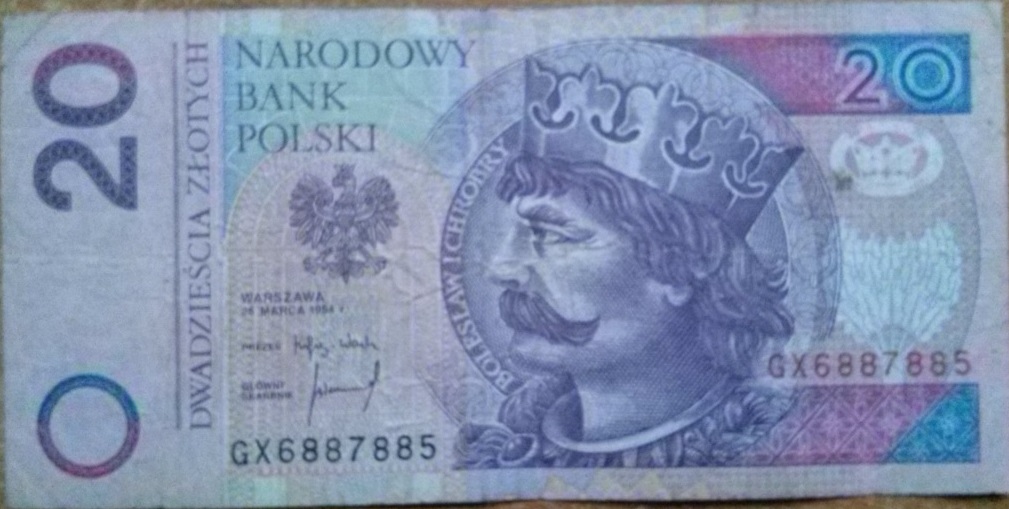 20
DWADZIEŚCIA ZŁOTYCH
NARODOWY
BANK
POLSKI
WARSZAWA
25 MARCA 1994 r.
PREZES
GŁÓWNY
SKARBNIK
GX6887885
BOLESŁAW I CHROBRY
20
GX6887885